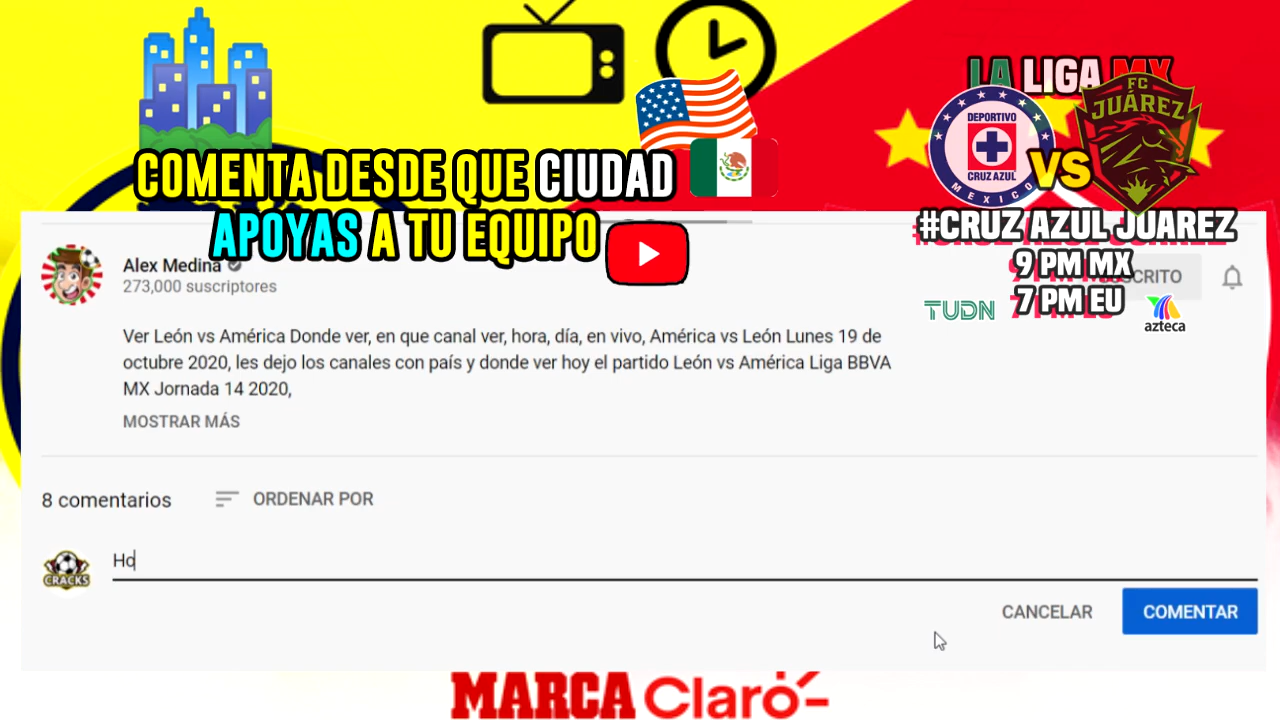 LA LIGA MX
DEPORTIVO
CRUZ AZUL
MEXICO
FC
JUÁREZ
VS
COMENTA DESDE QUE CIUDAD
APOYAS A TU EQUIPO
#CRUZ AZUL JUAREZ
9 PM MX
7 PM EU
TUDN
azteca
Alex Medina
273,000 suscriptores
Ver León vs América Donde ver, en que canal ver, hora, día, en vivo, América vs León Lunes 19 de
octubre 2020, les dejo los canales con país y donde ver hoy el partido León vs América Liga BBVA
MX Jornada 14 2020,
MOSTRAR MÁS
8 comentarios
ORDENAR POR
CRACKS
Ho
CANCELAR
COMENTAR
MARCA Claro